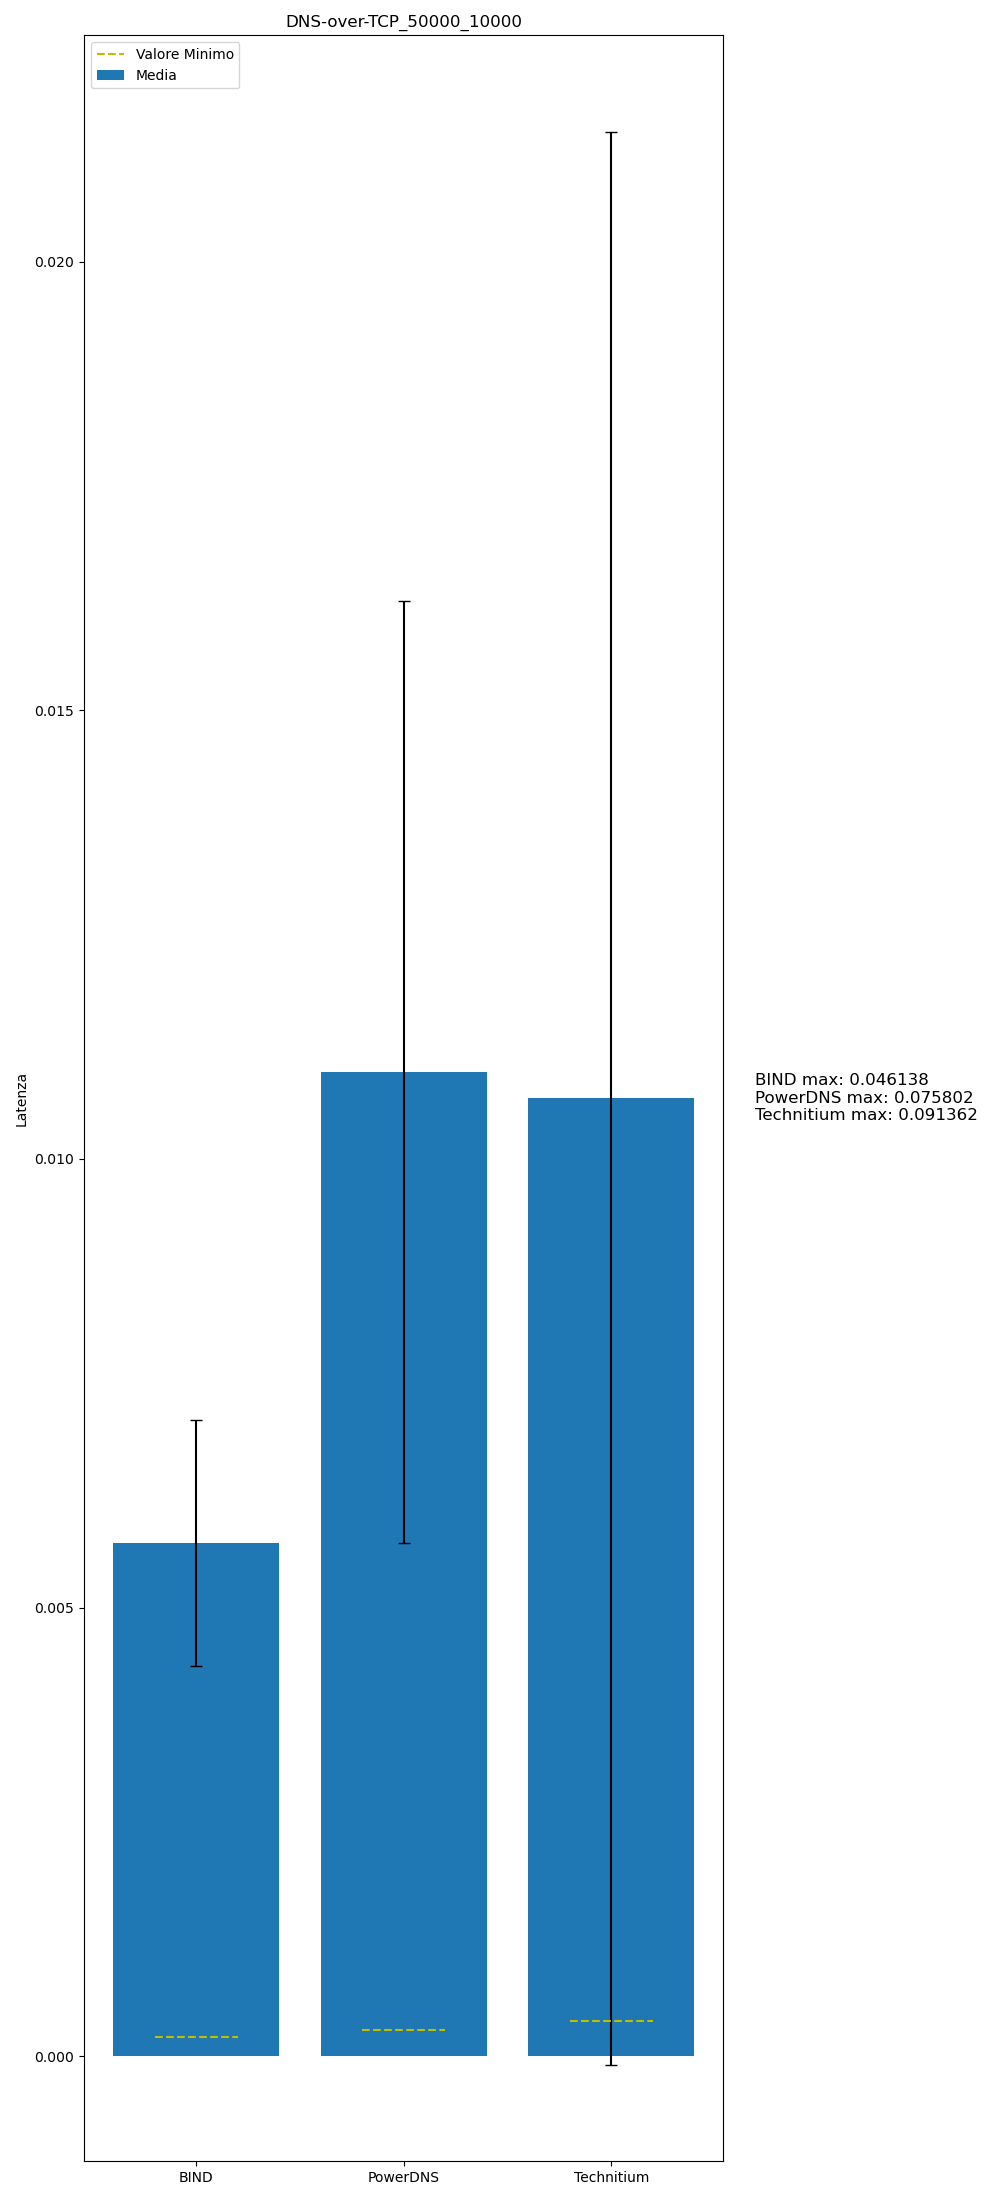 DNS-over-TCP_50000_10000
Valore Minimo
Media
0.020
0.015
0.010
0.005
0.000
Latenza
BIND
PowerDNS
Technitium
BIND max: 0.046138
PowerDNS max: 0.075802
Technitium max: 0.091362